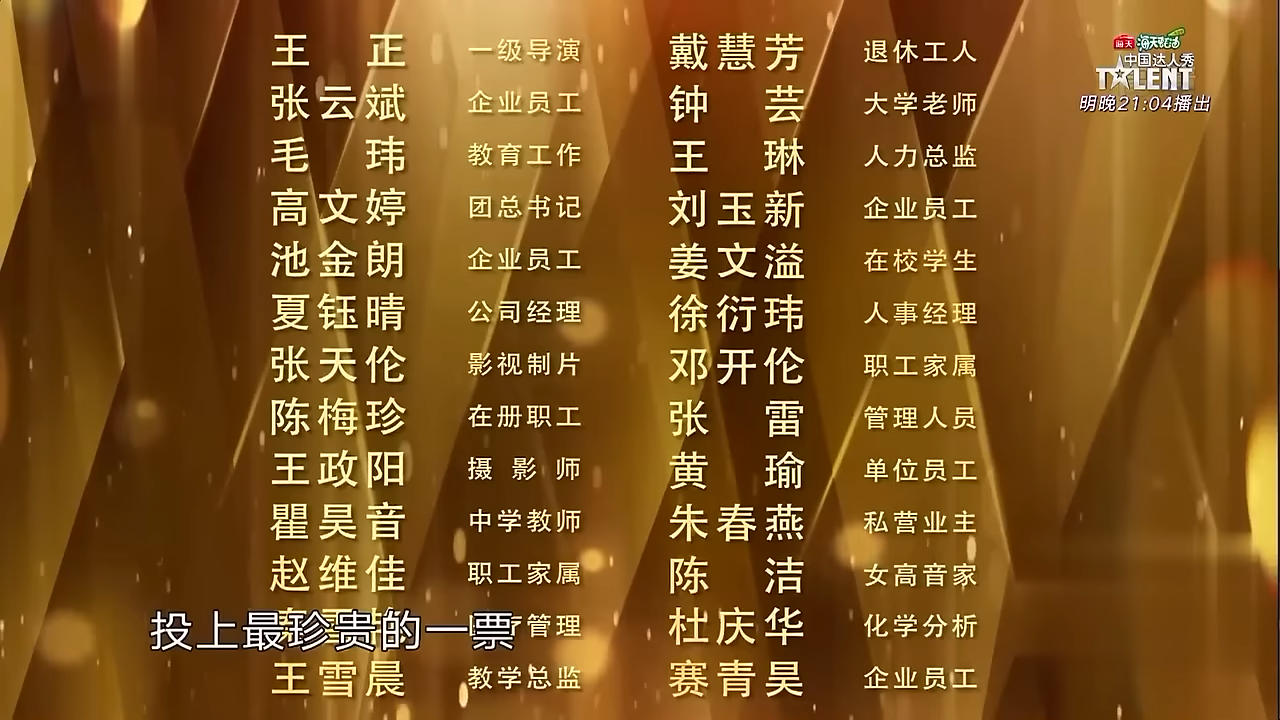 王正 一级导演 戴慧芳 退休工人
张云斌 企业员工 钟芸 大学老师
毛玮 教育工作 王琳 人力总监
高文婷 团总书记 刘玉新 企业员工
池金朗 企业员工 姜文溢 在校学生
夏钰晴 公司经理 徐衍玮 人事经理
张天伦 影视制片 邓开伦 职工家属
陈梅珍 在册职工 张雷 管理人员
王政阳 摄影师 黄瑜 单位员工
瞿昊音 中学教师 朱春燕 私营业主
赵维佳 职工家属 陈洁 女高音家
管理 杜庆华 化学分析
投上最珍贵的一票
王雪晨 教学总监 赛青昊 企业员工
海天
中国达人秀
TALENT
明晚21:04播出